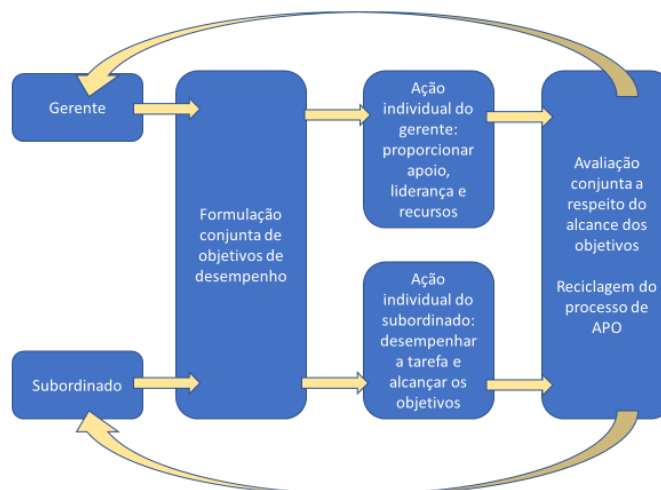 Gerente
Subordinado
Formulação
conjunta de
objetivos de
desempenho
Ação
individual do
gerente:
proporcionar
apoio,
liderança e
recursos
Ação
individual do
subordinado:
desempenhar
a tarefa e
alcançar os
objetivos
Avaliação
conjunta a
respeito do
alcance dos
objetivos
Reciclagem do
processo de
APO